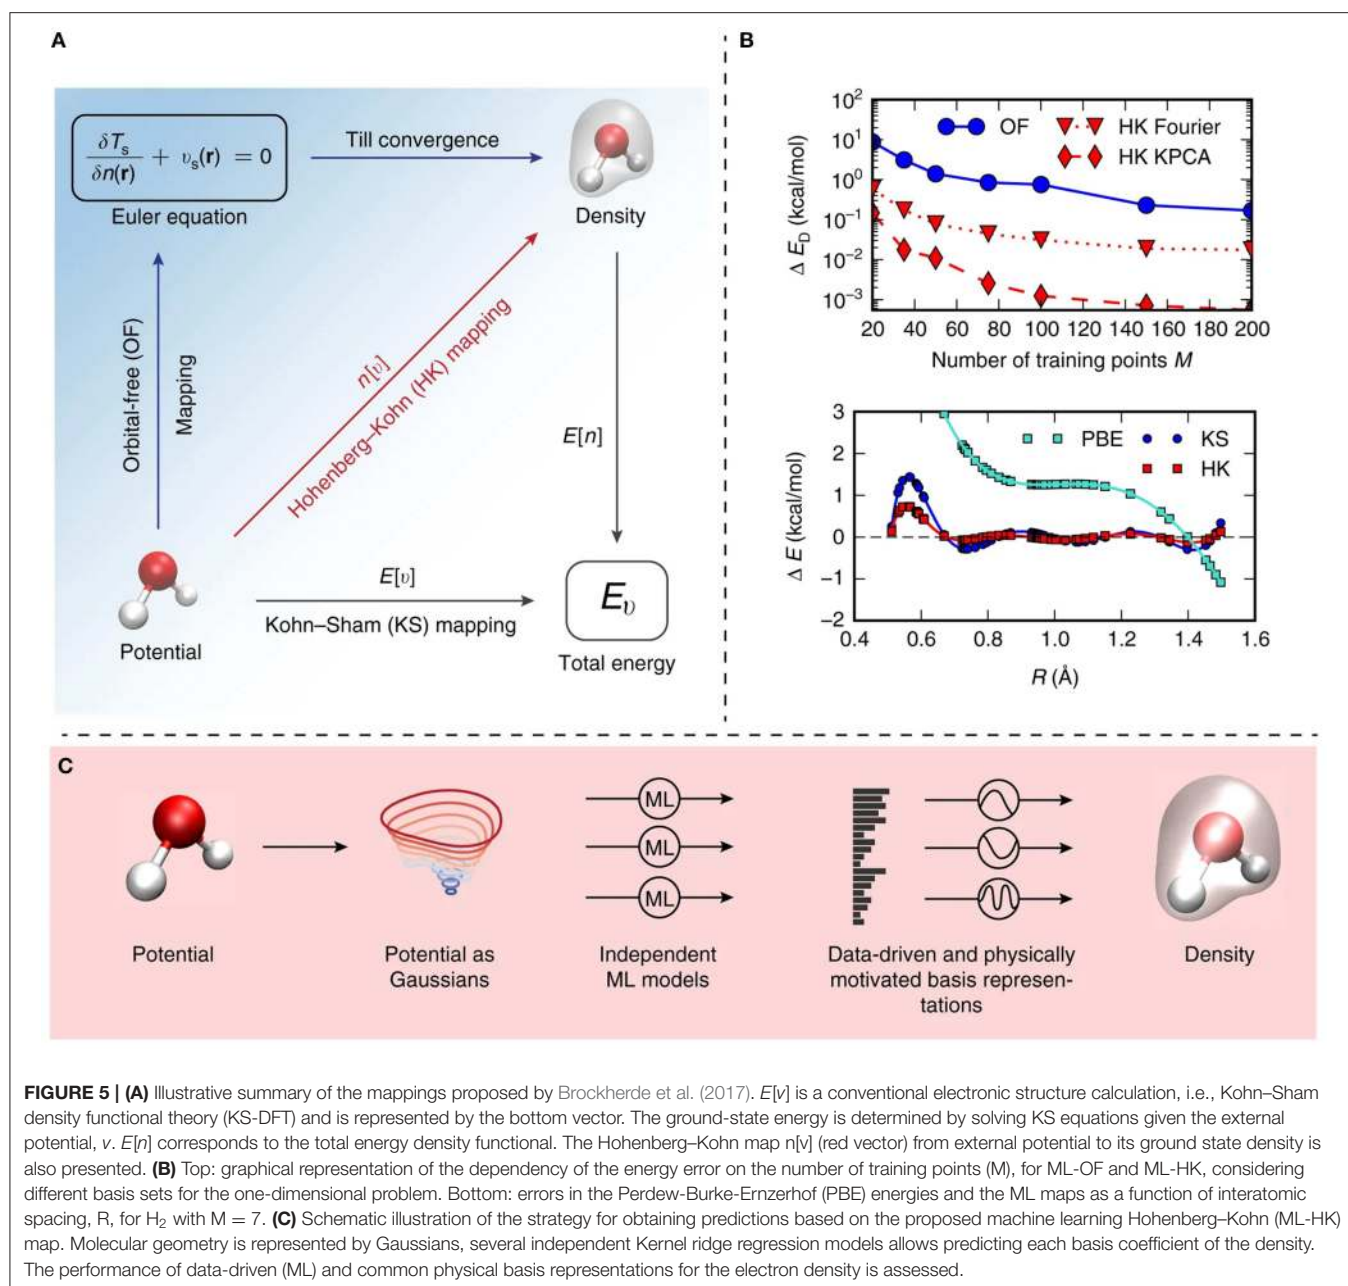 A
δTs
δn(r)
+ υs(r) = 0
Euler equation
Till convergence
Density
Orbital-free (OF)
Mapping
n[υ]
Hohenberg–Kohn (HK) mapping
E[n]
E[υ]
Kohn–Sham (KS) mapping
Potential
Eυ
Total energy
B
10²
10¹
10⁰
10⁻¹
10⁻²
10⁻³
Δ E_D (kcal/mol)
OF
HK Fourier
HK KPCA
20 40 60 80 100 120 140 160 180 200
Number of training points M
3
2
1
0
−1
−2
Δ E (kcal/mol)
PBE
KS
HK
0.4 0.6 0.8 1.0 1.2 1.4 1.6
R (Å)
C
ML
ML
ML
Potential
Potential as
Gaussians
Independent
ML models
Data-driven and physically
motivated basis represen-
tations
Density
FIGURE 5 | (A) Illustrative summary of the mappings proposed by Brockherde et al. (2017). E[v] is a conventional electronic structure calculation, i.e., Kohn–Sham
density functional theory (KS-DFT) and is represented by the bottom vector. The ground-state energy is determined by solving KS equations given the external
potential, v. E[n] corresponds to the total energy density functional. The Hohenberg–Kohn map n[v] (red vector) from external potential to its ground state density is
also presented. (B) Top: graphical representation of the dependency of the energy error on the number of training points (M), for ML-OF and ML-HK, considering
different basis sets for the one-dimensional problem. Bottom: errors in the Perdew-Burke-Ernzerhof (PBE) energies and the ML maps as a function of interatomic
spacing, R, for H₂ with M = 7. (C) Schematic illustration of the strategy for obtaining predictions based on the proposed machine learning Hohenberg–Kohn (ML-HK)
map. Molecular geometry is represented by Gaussians, several independent Kernel ridge regression models allows predicting each basis coefficient of the density.
The performance of data-driven (ML) and common physical basis representations for the electron density is assessed.